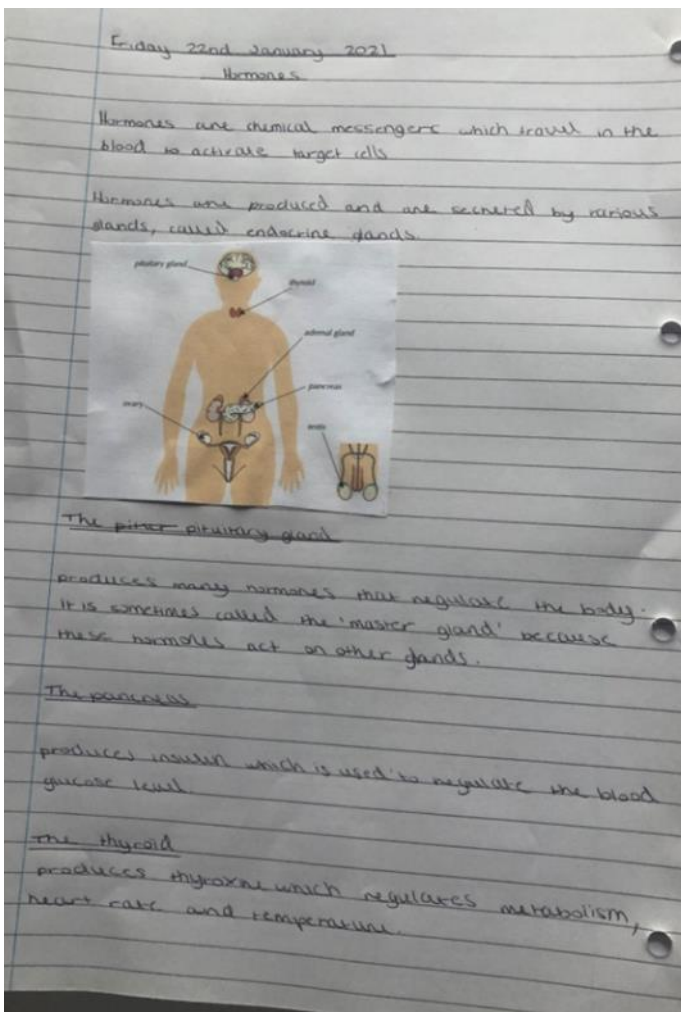 Friday 22nd January 2021
Hormones
Hormones are chemical messengers which travel in the
blood to activate target cells
Hormones are produced and are secreted by various
glands, called endocrine glands.
pituitary gland
thyroid
adrenal gland
pancreas
ovary
testis
The pituitary gland
produces many hormones that regulate the body.
It is sometimes called the 'master gland' because
these hormones act on other glands.
The pancreas
produces insulin which is used to regulate the blood
glucose level.
The thyroid
produces thyroxine which regulates metabolism,
heart rate and temperature.